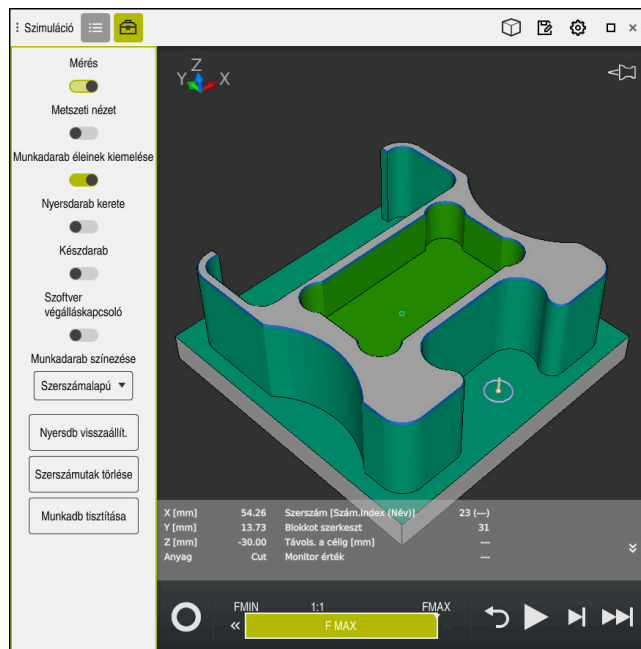 Szimuláció
Mérés
Metszeti nézet
Munkadarab éleinek kiemelése
Nyersdarab kerete
Készdarab
Szoftver
végálláskapcsoló
Munkadarab színezése
Szerszámalapú
Nyersdb visszaállít.
Szerszámutak törlése
Munkadb tisztítása
Z
Y X
X [mm] 54.26 Szerszám [Szám.Index (Név)] 23 (---)
Y [mm] 13.73 Blokkot szerkeszt 31
Z [mm] -30.00 Távols. a célig [mm] ---
Anyag Cut Monitor érték ---
FMIN 1:1 FMAX
F MAX